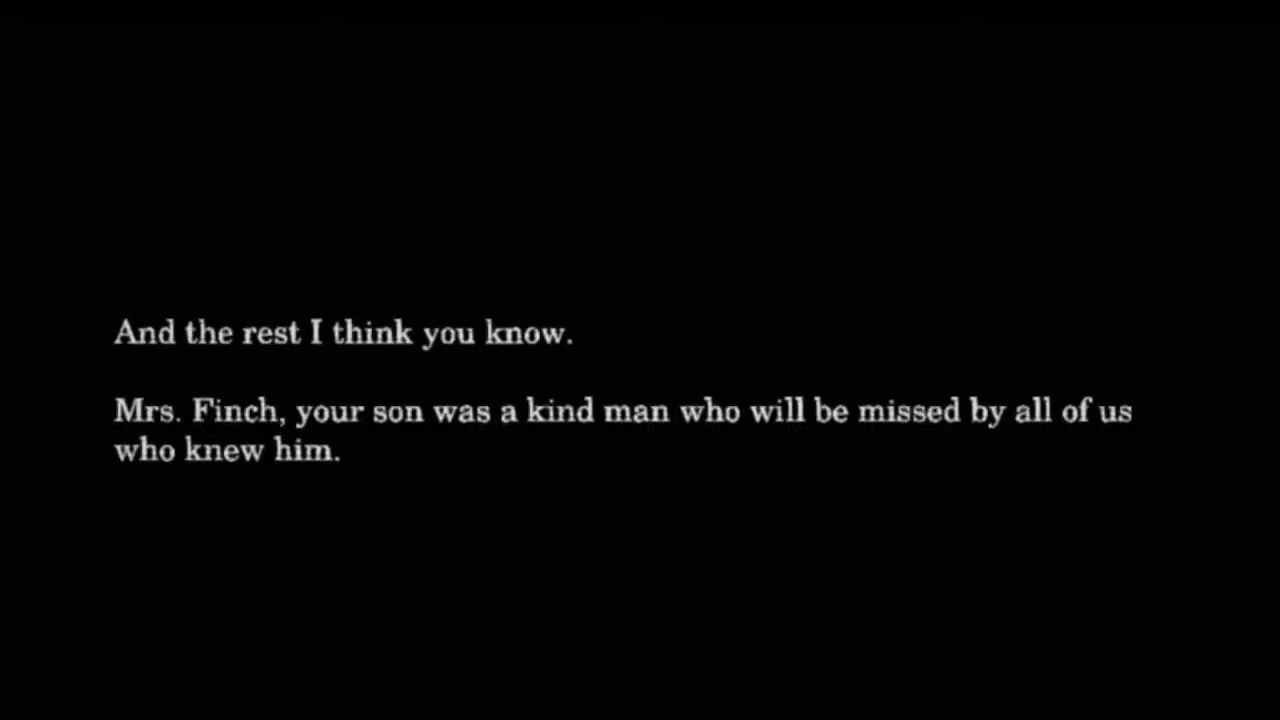 And the rest I think you know.
Mrs. Finch, your son was a kind man who will be missed by all of us
who knew him.